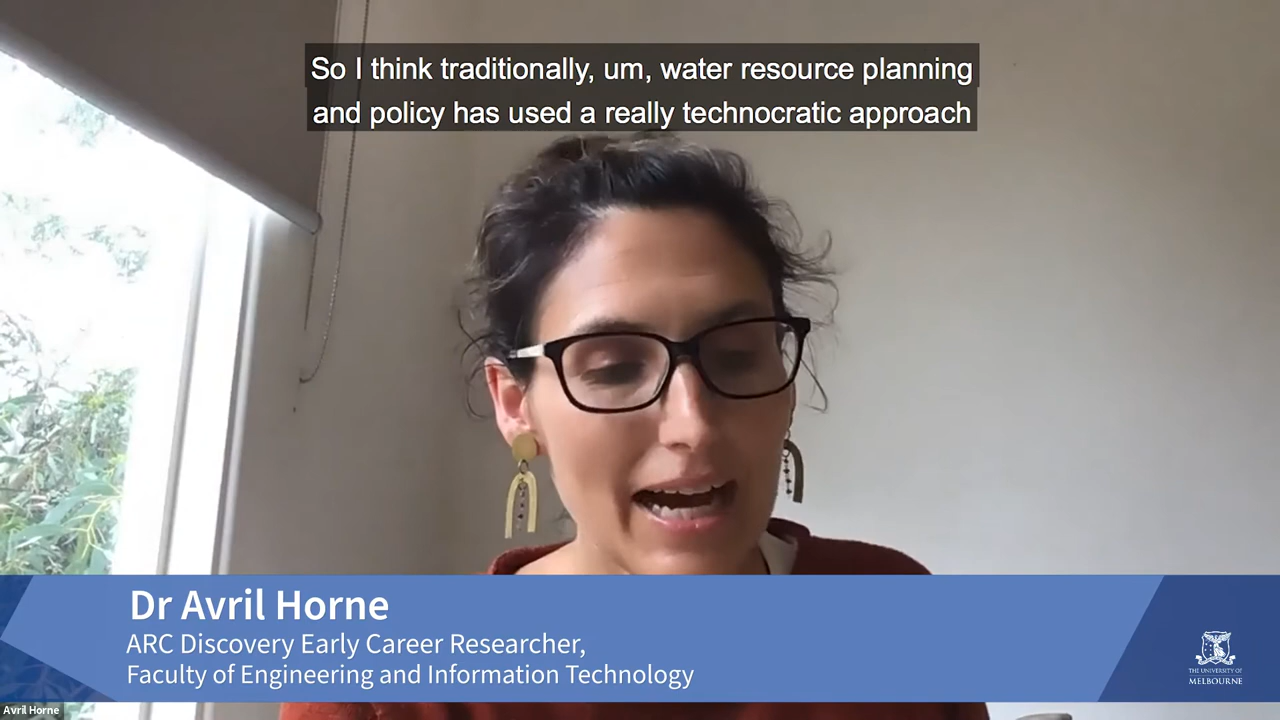 So I think traditionally, um, water resource planning
and policy has used a really technocratic approach
Dr Avril Horne
ARC Discovery Early Career Researcher,
Faculty of Engineering and Information Technology
THE UNIVERSITY OF
MELBOURNE
Avril Horne